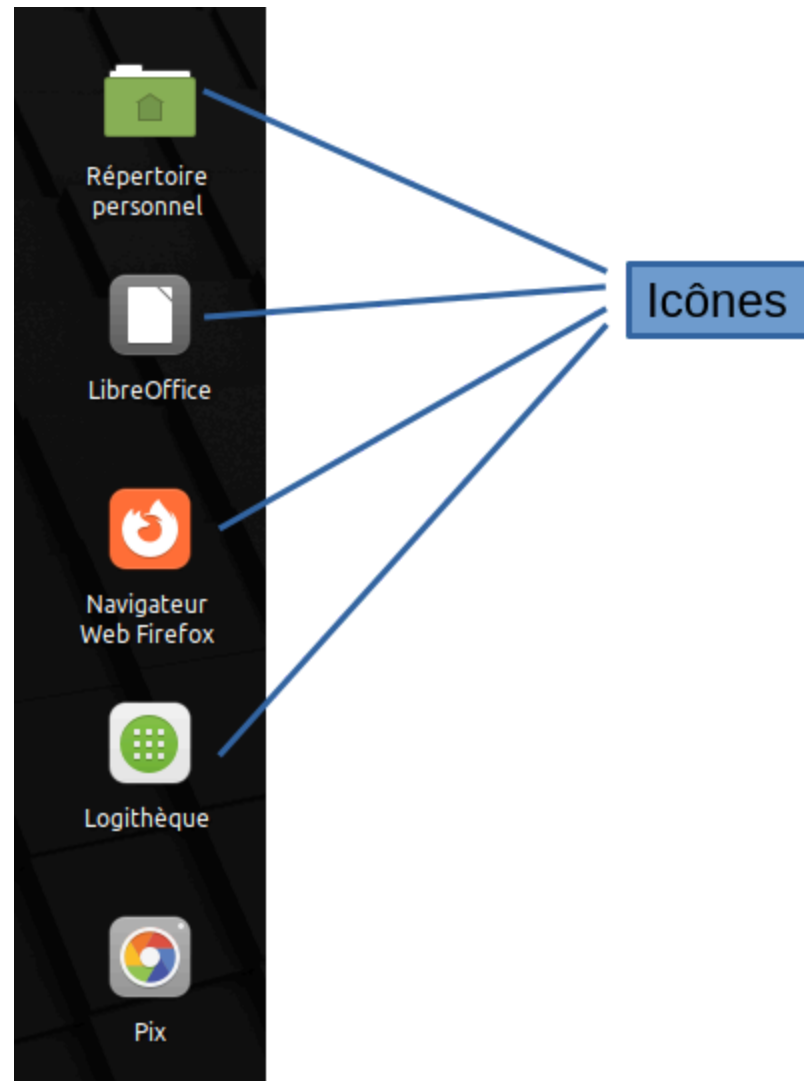 Répertoire
personnel
Icônes
LibreOffice
Navigateur
Web Firefox
Logithèque
Pix